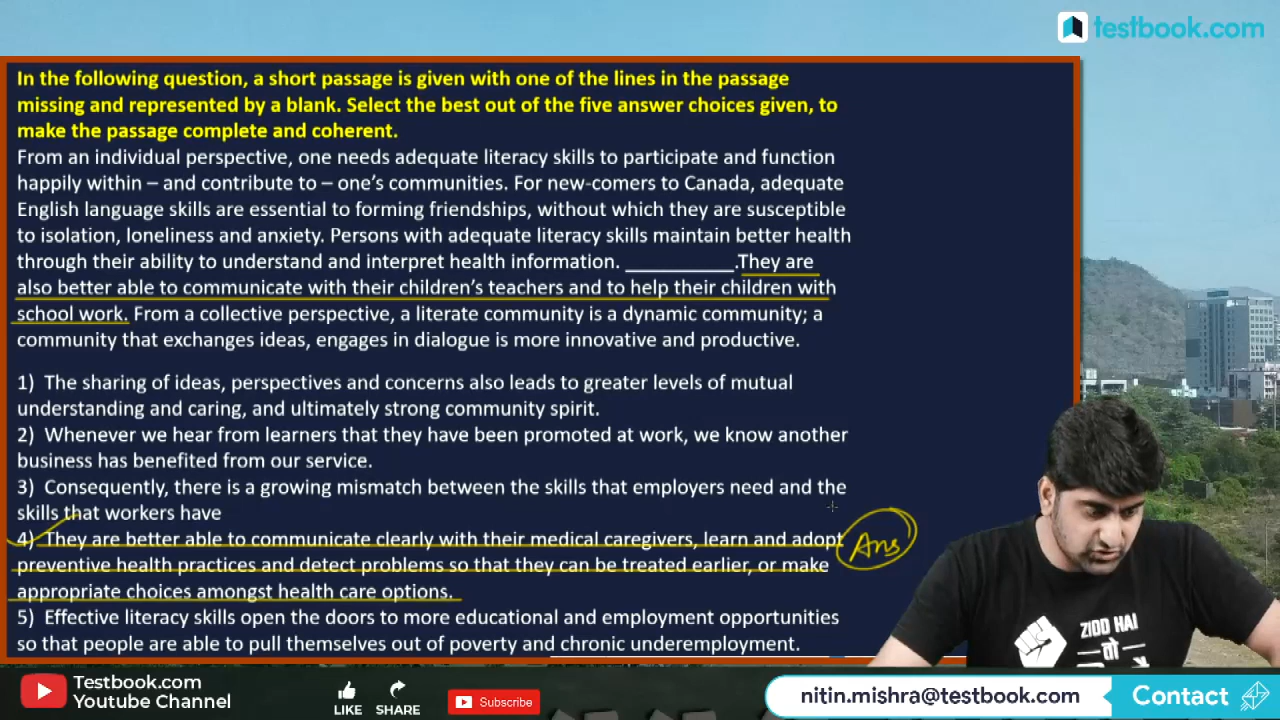 testbook.com
In the following question, a short passage is given with one of the lines in the passage
missing and represented by a blank. Select the best out of the five answer choices given, to
make the passage complete and coherent.
From an individual perspective, one needs adequate literacy skills to participate and function
happily within – and contribute to – one's communities. For new-comers to Canada, adequate
English language skills are essential to forming friendships, without which they are susceptible
to isolation, loneliness and anxiety. Persons with adequate literacy skills maintain better health
through their ability to understand and interpret health information. __________.They are
also better able to communicate with their children's teachers and to help their children with
school work. From a collective perspective, a literate community is a dynamic community; a
community that exchanges ideas, engages in dialogue is more innovative and productive.
1) The sharing of ideas, perspectives and concerns also leads to greater levels of mutual
understanding and caring, and ultimately strong community spirit.
2) Whenever we hear from learners that they have been promoted at work, we know another
business has benefited from our service.
3) Consequently, there is a growing mismatch between the skills that employers need and the
skills that workers have
4) They are better able to communicate clearly with their medical caregivers, learn and adopt
preventive health practices and detect problems so that they can be treated earlier, or make
appropriate choices amongst health care options.
Ans
5) Effective literacy skills open the doors to more educational and employment opportunities
so that people are able to pull themselves out of poverty and chronic underemployment.
ZIDD HAI
तो
Testbook.com
YouTube Channel
LIKE
SHARE
Subscribe
nitin.mishra@testbook.com
Contact